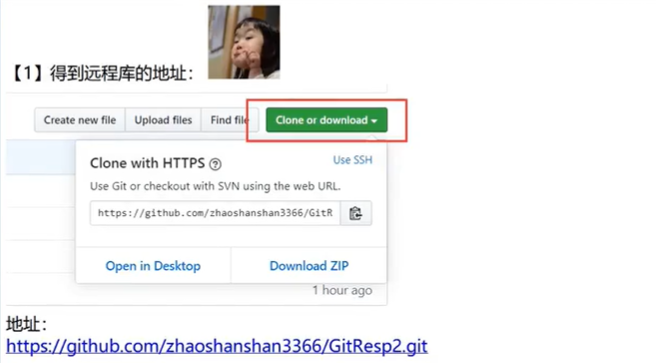 【1】得到远程库的地址：
Create new file Upload files Find file Clone or download
Clone with HTTPS Use SSH
Use Git or checkout with SVN using the web URL.
https://github.com/zhaoshanshan3366/GitR
Open in Desktop Download ZIP
1 hour ago
地址：
https://github.com/zhaoshanshan3366/GitResp2.git